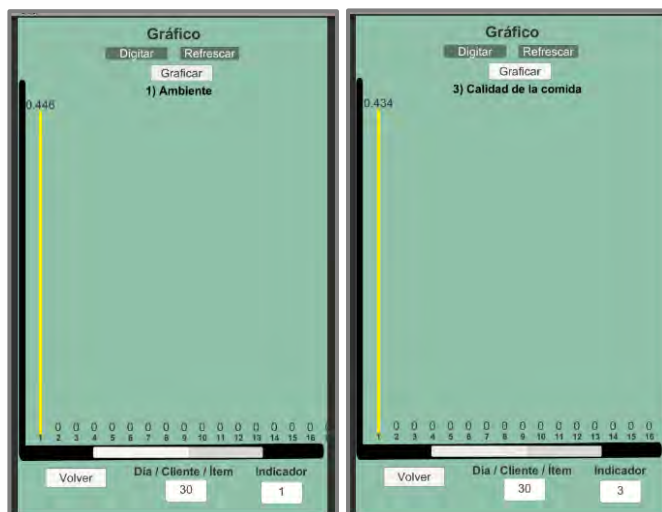 Gráfico
Digitar Refrescar
Graficar
1) Ambiente
0.446
0 0 0 0 0 0 0 0 0 0 0 0 0 0 0
1 2 3 4 5 6 7 8 9 10 11 12 13 14 15 16
Volver
Día / Cliente / Ítem
30
Indicador
1
Gráfico
Digitar Refrescar
Graficar
3) Calidad de la comida
0.434
0 0 0 0 0 0 0 0 0 0 0 0 0 0 0
1 2 3 4 5 6 7 8 9 10 11 12 13 14 15 16
Volver
Día / Cliente / Ítem
30
Indicador
3